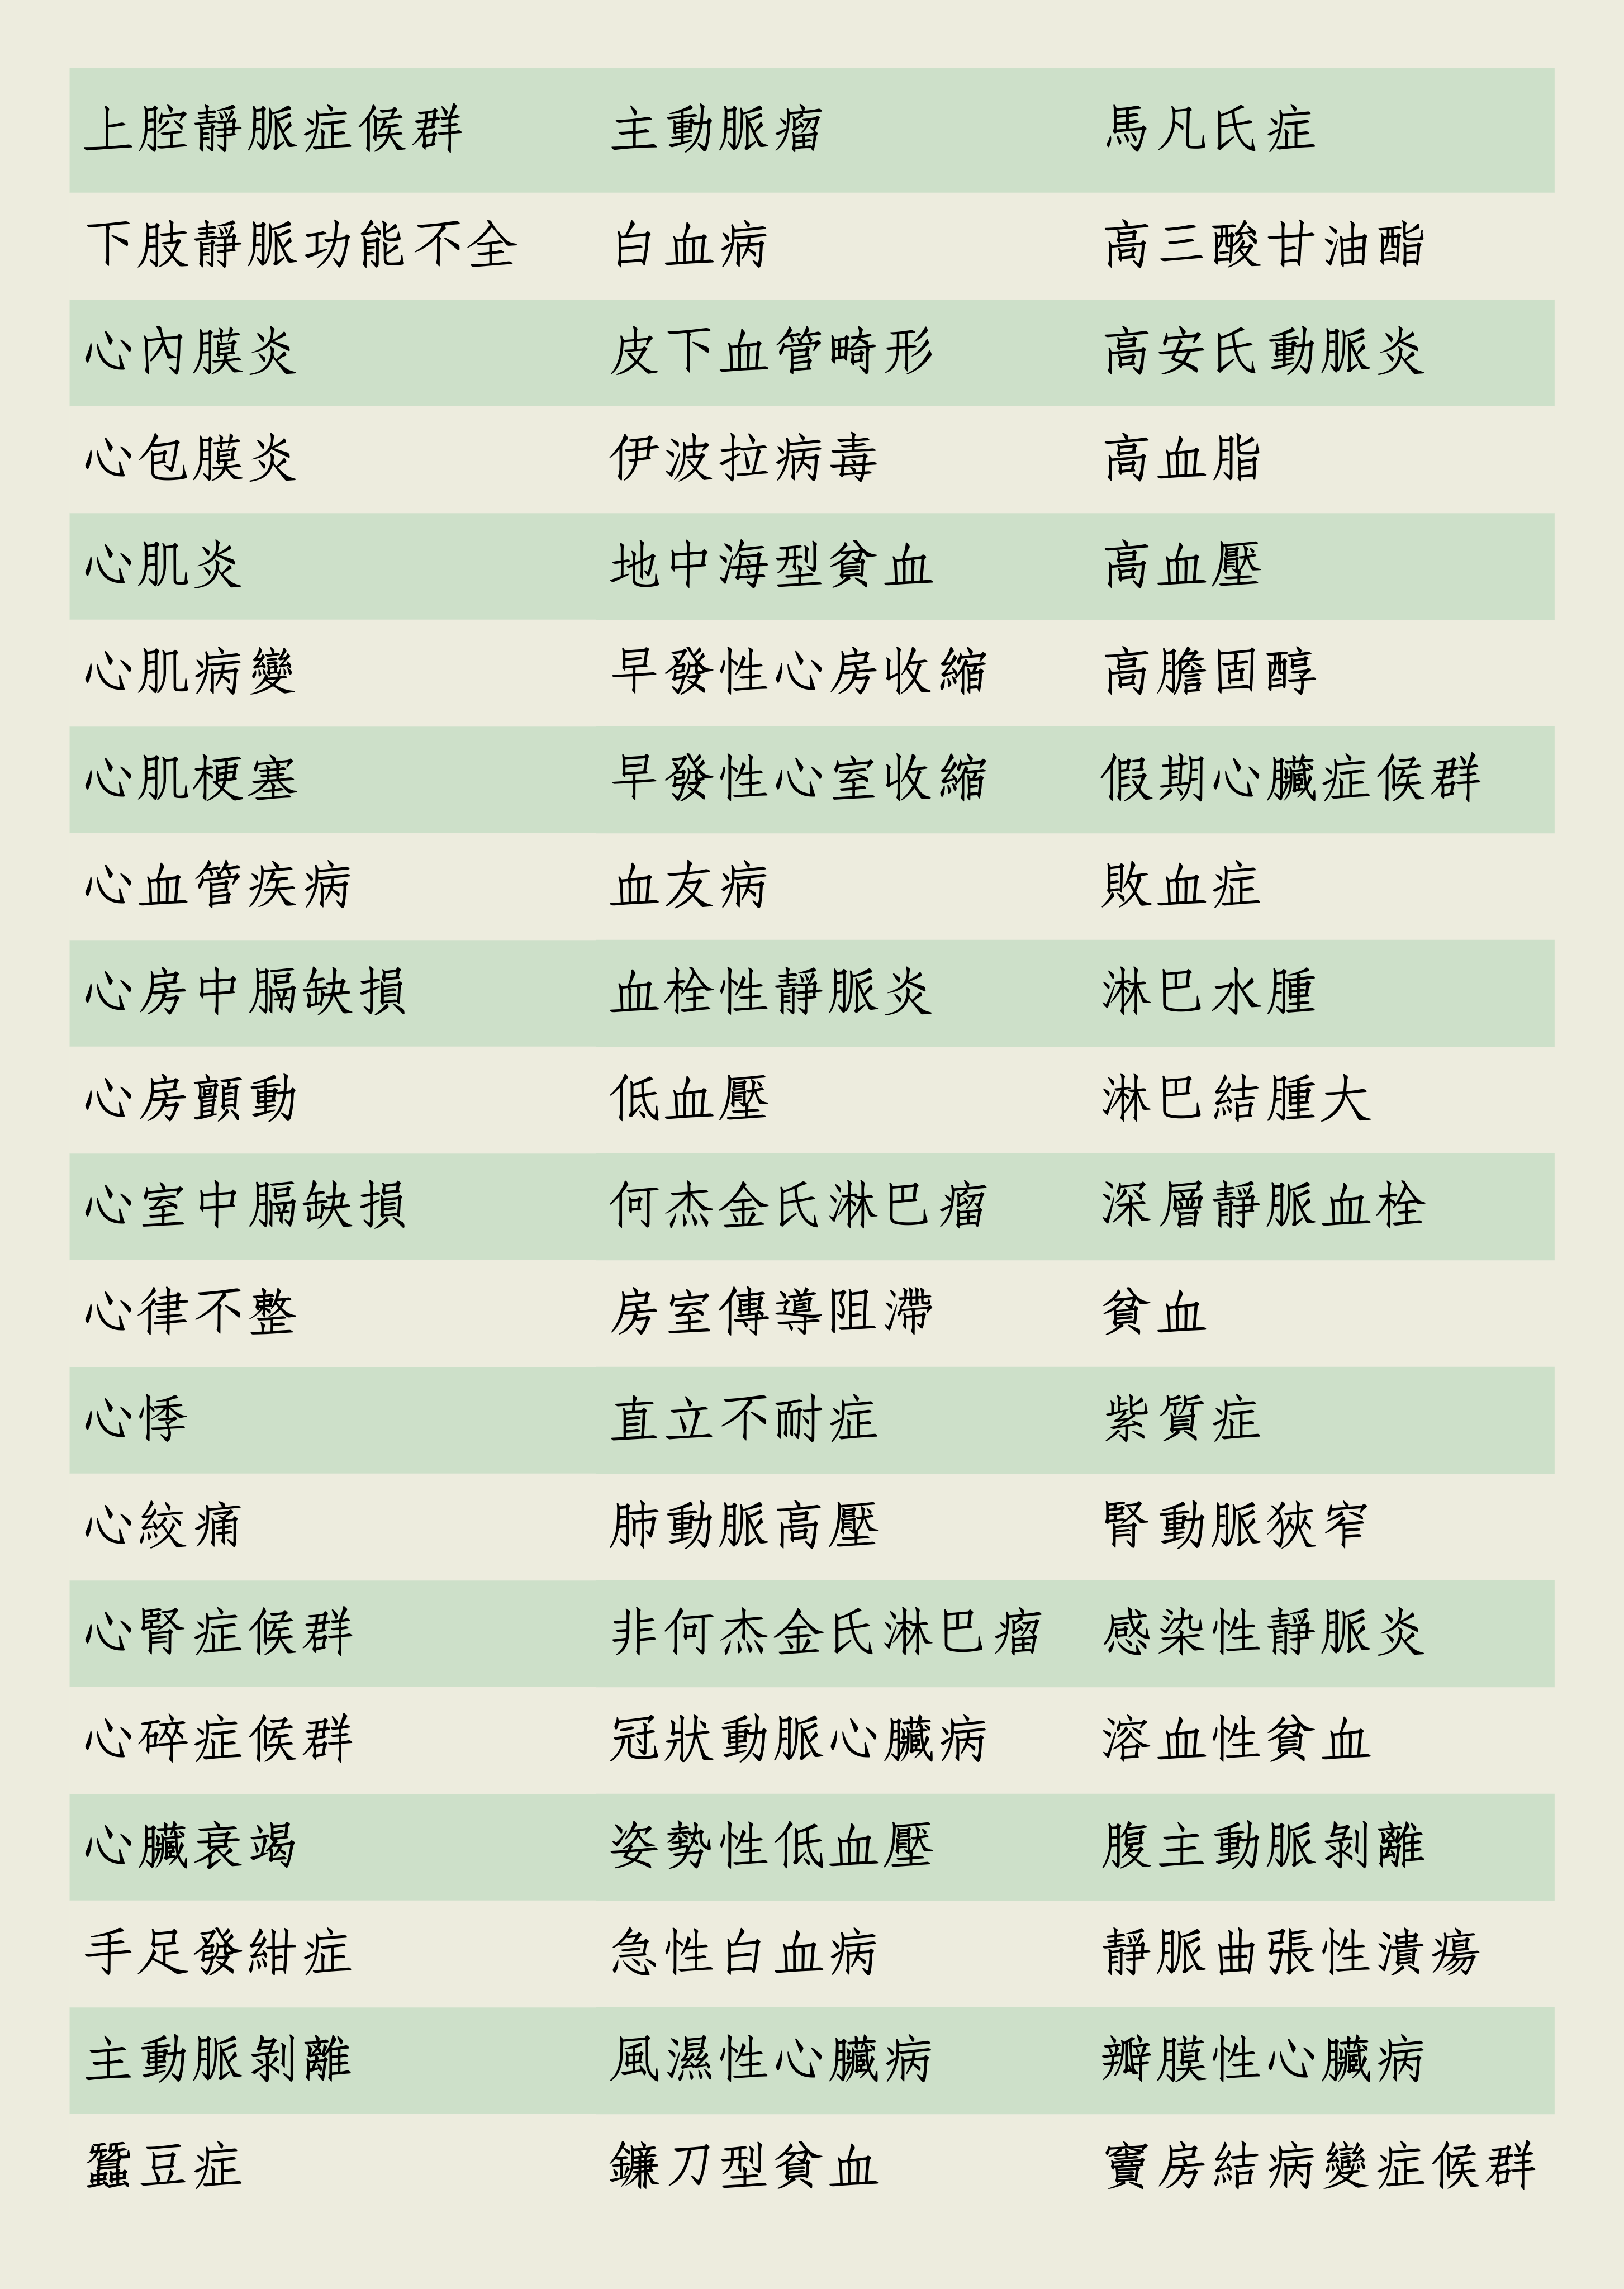 上腔靜脈症候群 主動脈瘤 馬凡氏症
下肢靜脈功能不全 白血病 高三酸甘油酯
心內膜炎 皮下血管畸形 高安氏動脈炎
心包膜炎 伊波拉病毒 高血脂
心肌炎 地中海型貧血 高血壓
心肌病變 早發性心房收縮 高膽固醇
心肌梗塞 早發性心室收縮 假期心臟症候群
心血管疾病 血友病 敗血症
心房中膈缺損 血栓性靜脈炎 淋巴水腫
心房顫動 低血壓 淋巴結腫大
心室中膈缺損 何杰金氏淋巴瘤 深層靜脈血栓
心律不整 房室傳導阻滯 貧血
心悸 直立不耐症 紫質症
心絞痛 肺動脈高壓 腎動脈狹窄
心腎症候群 非何杰金氏淋巴瘤 感染性靜脈炎
心碎症候群 冠狀動脈心臟病 溶血性貧血
心臟衰竭 姿勢性低血壓 腹主動脈剝離
手足發紺症 急性白血病 靜脈曲張性潰瘍
主動脈剝離 風濕性心臟病 瓣膜性心臟病
蠶豆症 鐮刀型貧血 竇房結病變症候群